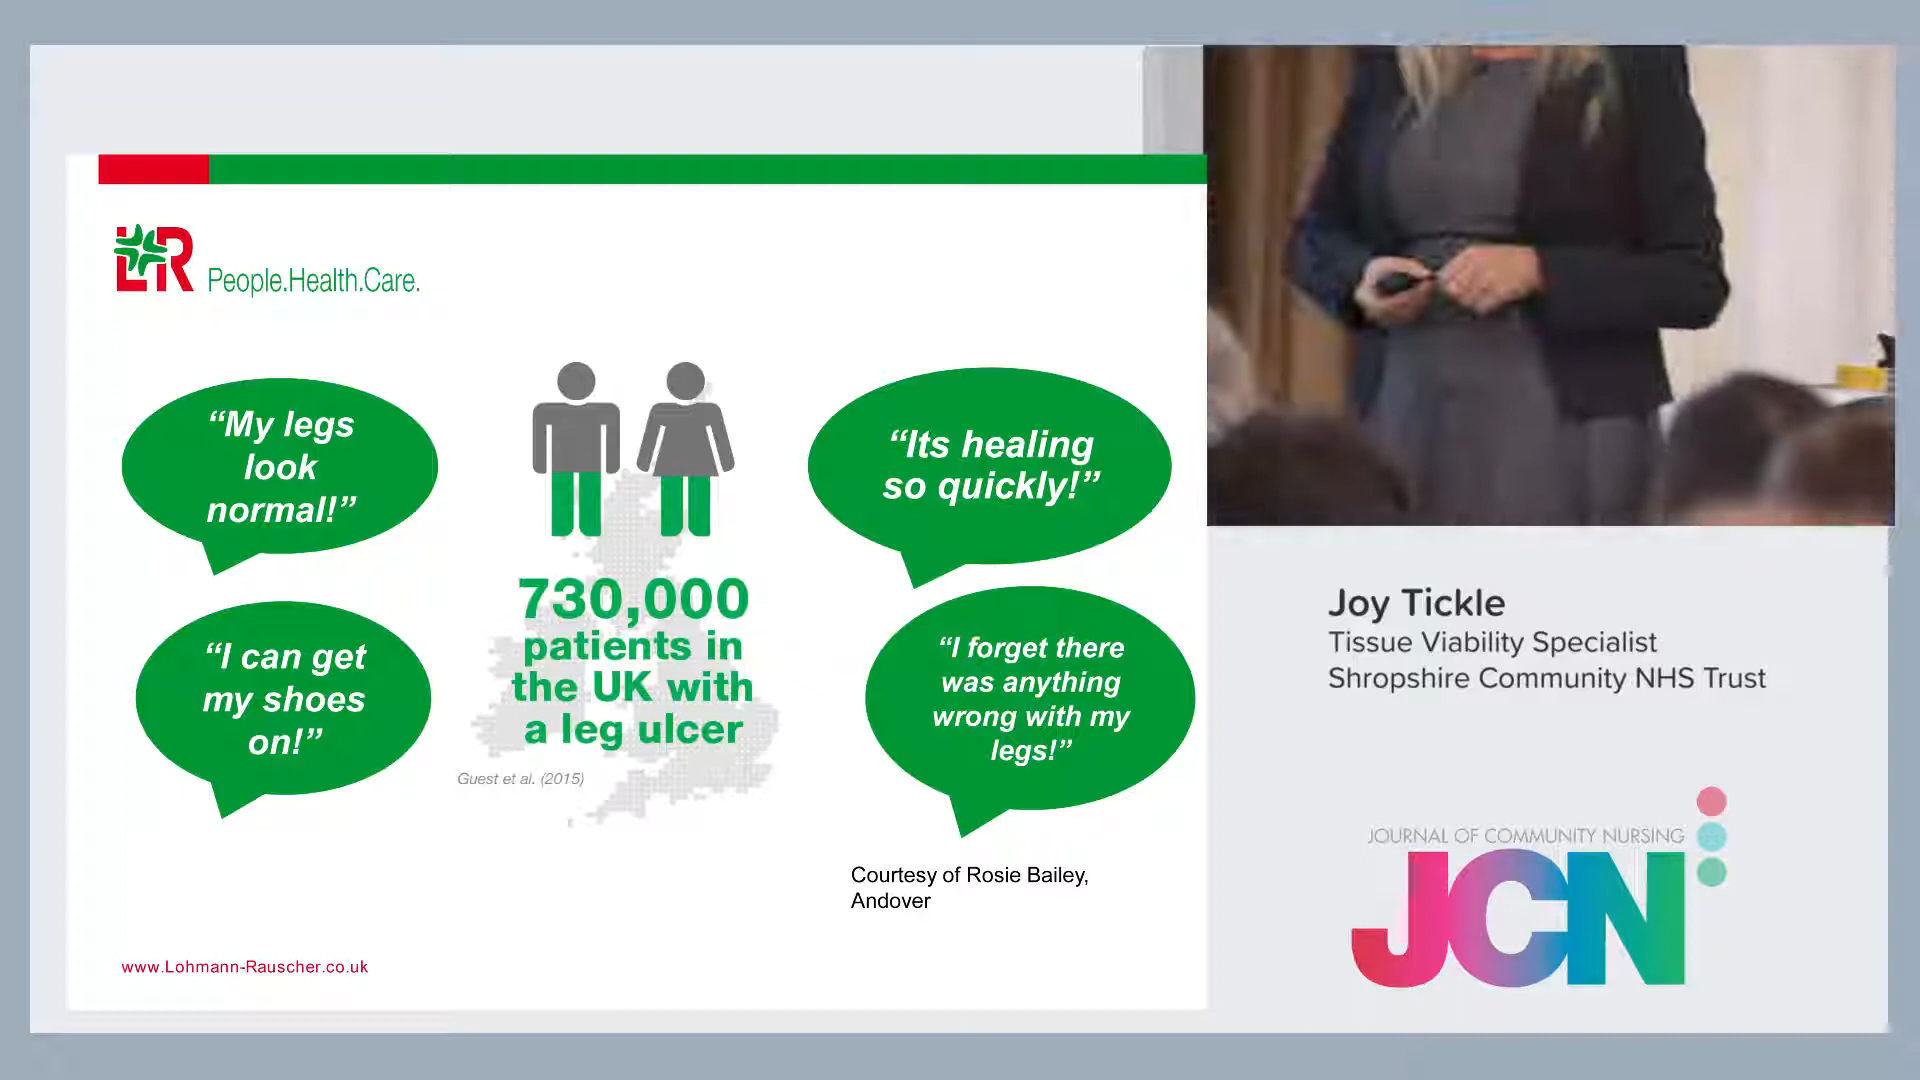 L&R People.Health.Care.
“My legs
look
normal!”
“I can get
my shoes
on!”
730,000
patients in
the UK with
a leg ulcer
Guest et al. (2015)
“Its healing
so quickly!”
“I forget there
was anything
wrong with my
legs!”
Courtesy of Rosie Bailey,
Andover
www.Lohmann-Rauscher.co.uk
Joy Tickle
Tissue Viability Specialist
Shropshire Community NHS Trust
JOURNAL OF COMMUNITY NURSING
JCN